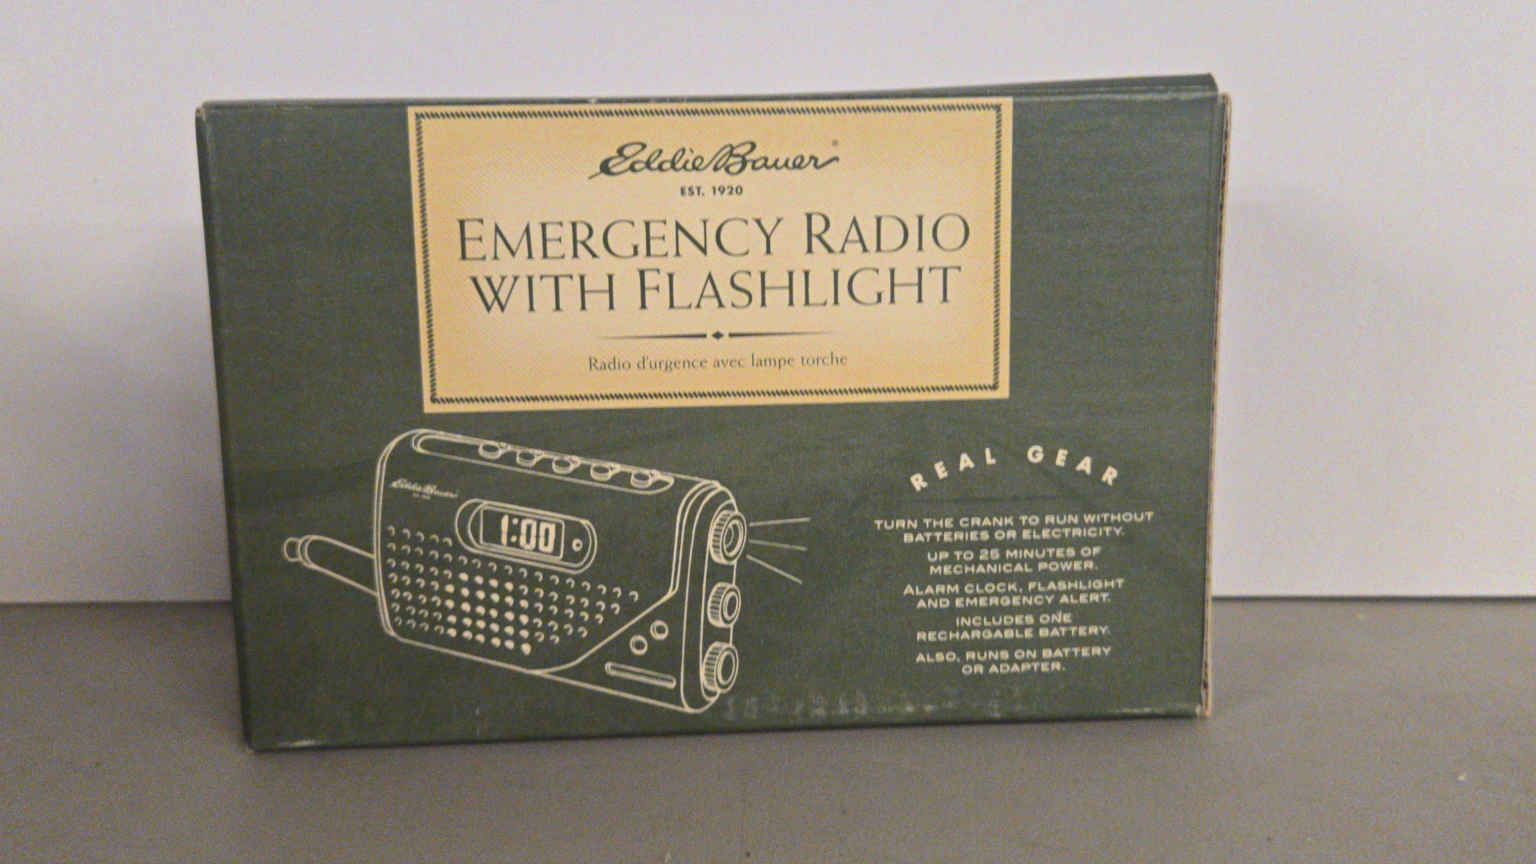 Eddie Bauer®
EST. 1920
EMERGENCY RADIO
WITH FLASHLIGHT
Radio d'urgence avec lampe torche
Eddie Bauer
1:00
REAL GEAR
TURN THE CRANK TO RUN WITHOUT
BATTERIES OR ELECTRICITY.
UP TO 25 MINUTES OF
MECHANICAL POWER.
ALARM CLOCK, FLASHLIGHT
AND EMERGENCY ALERT.
INCLUDES ONE
RECHARGABLE BATTERY.
ALSO, RUNS ON BATTERY
OR ADAPTER.